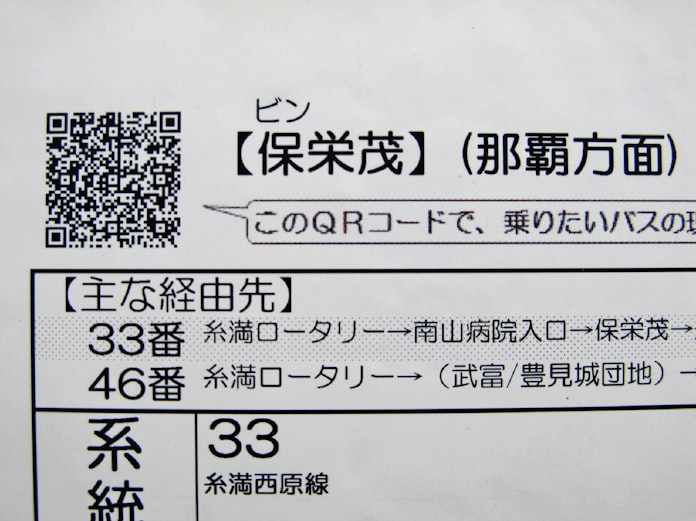 ビン
【保栄茂】(那覇方面)
このQRコードで、乗りたいバスの
【主な経由先】
33番 糸満ロータリー→南山病院入口→保栄茂→
46番 糸満ロータリー→(武富/豊見城団地)
系統
33
糸満西原線